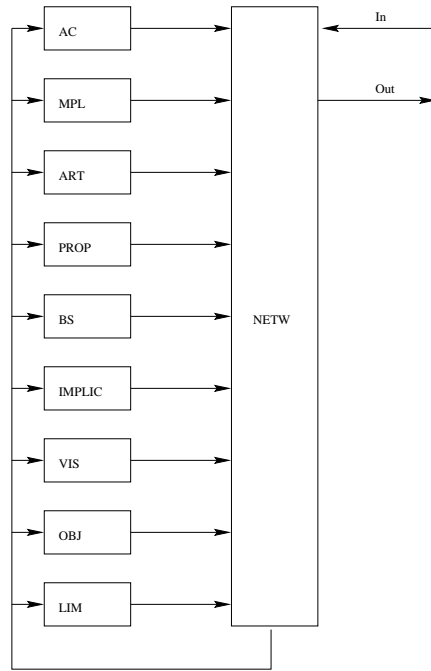 AC
In
MPL
Out
ART
PROP
BS
NETW
IMPLIC
VIS
OBJ
LIM